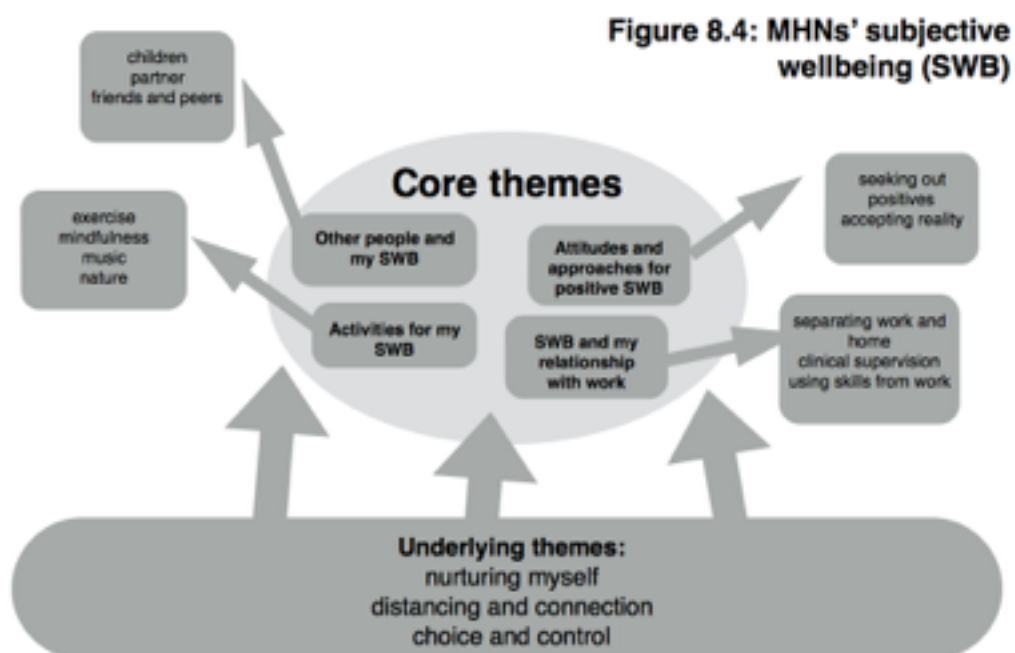 Figure 8.4: MHNs' subjective
wellbeing (SWB)
children
partner
friends and peers
exercise
mindfulness
music
nature
Core themes
Other people and
my SWB
Activities for my
SWB
Attitudes and
approaches for
positive SWB
SWB and my
relationship
with work
seeking out
positives
accepting reality
separating work and
home
clinical supervision
using skills from work
Underlying themes:
nurturing myself
distancing and connection
choice and control